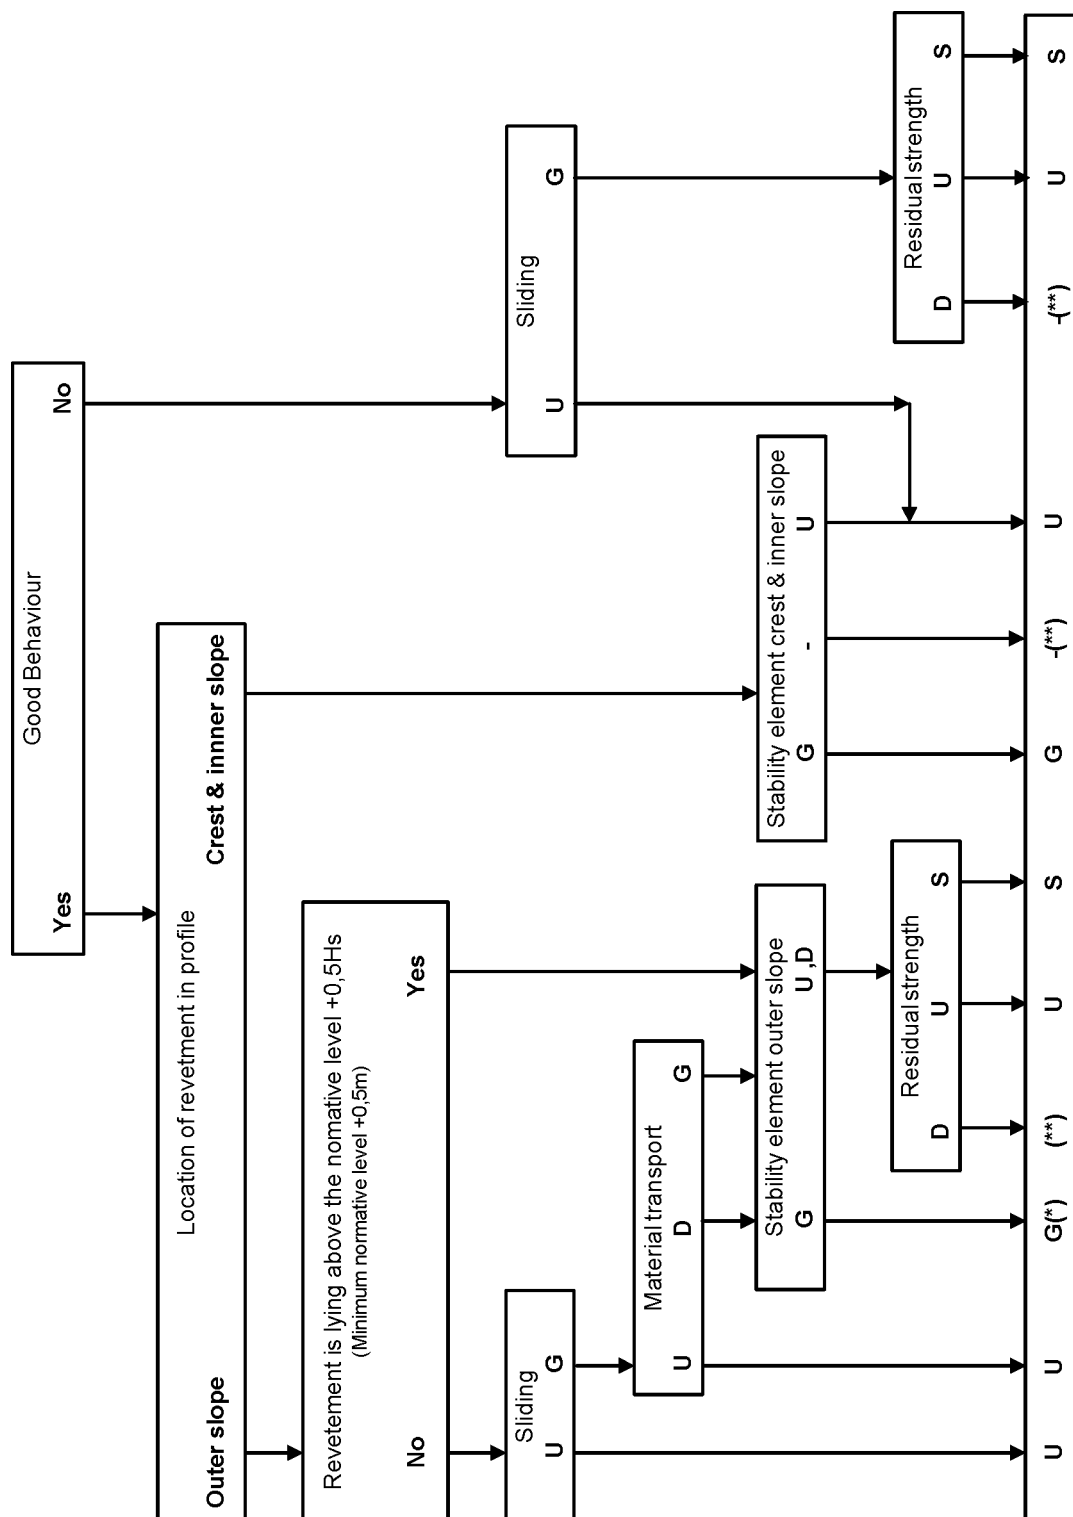 Good Behaviour
Yes
No
Location of revetment in profile
Outer slope
Crest & innner slope
Revetement is lying above the nomative level +0,5Hs
(Minimum normative level +0,5m)
No
Yes
Sliding
U
G
Sliding
U
G
Material transport
U
D
G
Stability element outer slope
G
U ,D
Stability element crest & inner slope
G
-
U
Residual strength
D
U
S
Residual strength
D
U
S
U
U
G(*)
(**)
U
S
G
-(**)
U
-(**)
U
S